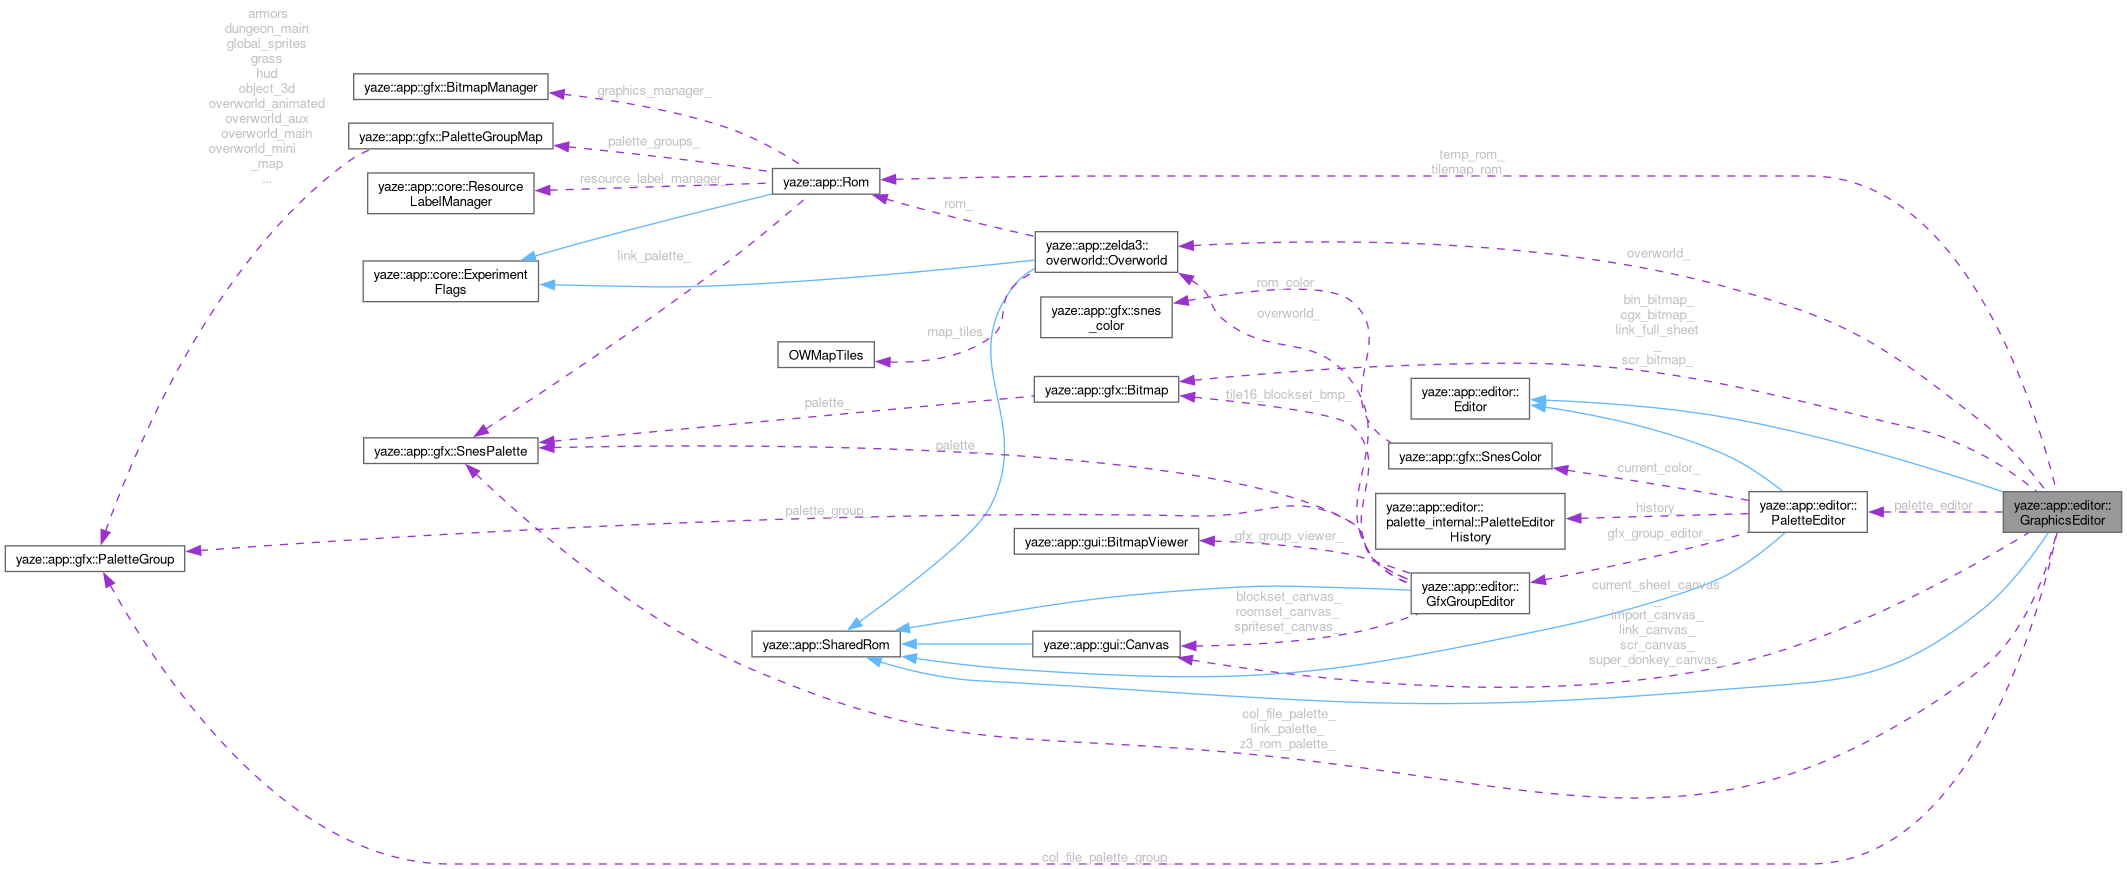 armors
dungeon_main
global_sprites
grass
hud
object_3d
overworld_animated
overworld_aux
overworld_main
overworld_mini
_map
...
yaze::app::gfx::BitmapManager
graphics_manager_
yaze::app::gfx::PaletteGroupMap
palette_groups_
yaze::app::core::Resource
LabelManager
resource_label_manager_
yaze::app::Rom
temp_rom_
tilemap_rom_
rom_
yaze::app::zelda3::
overworld::Overworld
overworld_
link_palette_
yaze::app::core::Experiment
Flags
rom_color
yaze::app::gfx::snes
_color
overworld_
bin_bitmap_
cgx_bitmap_
link_full_sheet
_
scr_bitmap_
map_tiles_
OWMapTiles
yaze::app::gfx::Bitmap
tile16_blockset_bmp_
yaze::app::editor::
Editor
palette_
palette_
yaze::app::gfx::SnesPalette
yaze::app::gfx::SnesColor
current_color_
palette_group_
yaze::app::editor::
palette_internal::PaletteEditor
History
history_
yaze::app::editor::
PaletteEditor
palette_editor_
yaze::app::editor::
GraphicsEditor
yaze::app::gui::BitmapViewer
gfx_group_viewer_
gfx_group_editor_
yaze::app::gfx::PaletteGroup
yaze::app::editor::
GfxGroupEditor
blockset_canvas_
roomset_canvas_
spriteset_canvas_
current_sheet_canvas
_
import_canvas_
link_canvas_
scr_canvas_
super_donkey_canvas_
yaze::app::SharedRom
yaze::app::gui::Canvas
col_file_palette_
link_palette_
z3_rom_palette_
col_file_palette_group_